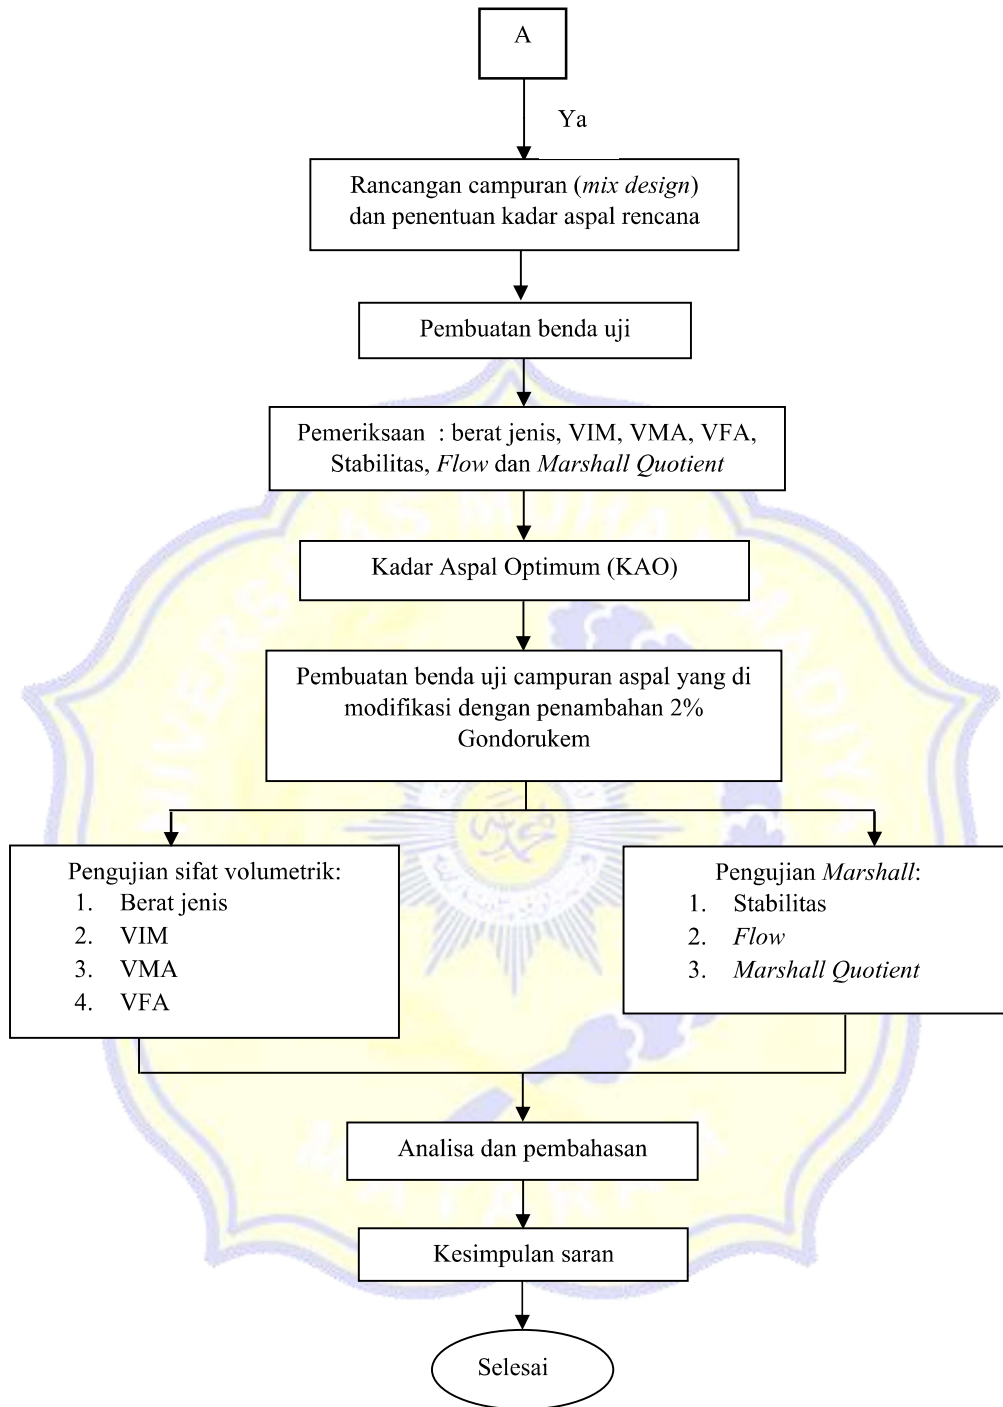 A
Ya
Rancangan campuran (mix design)
dan penentuan kadar aspal rencana
Pembuatan benda uji
Pemeriksaan : berat jenis, VIM, VMA, VFA,
Stabilitas, Flow dan Marshall Quotient
Kadar Aspal Optimum (KAO)
Pembuatan benda uji campuran aspal yang di
modifikasi dengan penambahan 2%
Gondorukem
Pengujian sifat volumetrik:
1. Berat jenis
2. VIM
3. VMA
4. VFA
Pengujian Marshall:
1. Stabilitas
2. Flow
3. Marshall Quotient
Analisa dan pembahasan
Kesimpulan saran
Selesai